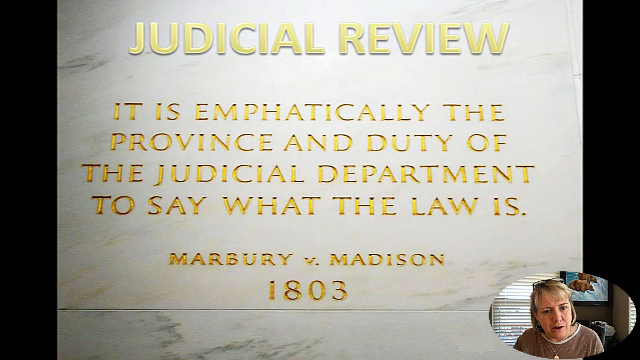 JUDICIAL REVIEW
IT IS EMPHATICALLY THE
PROVINCE AND DUTY OF
THE JUDICIAL DEPARTMENT
TO SAY WHAT THE LAW IS.
MARBURY v. MADISON
1803